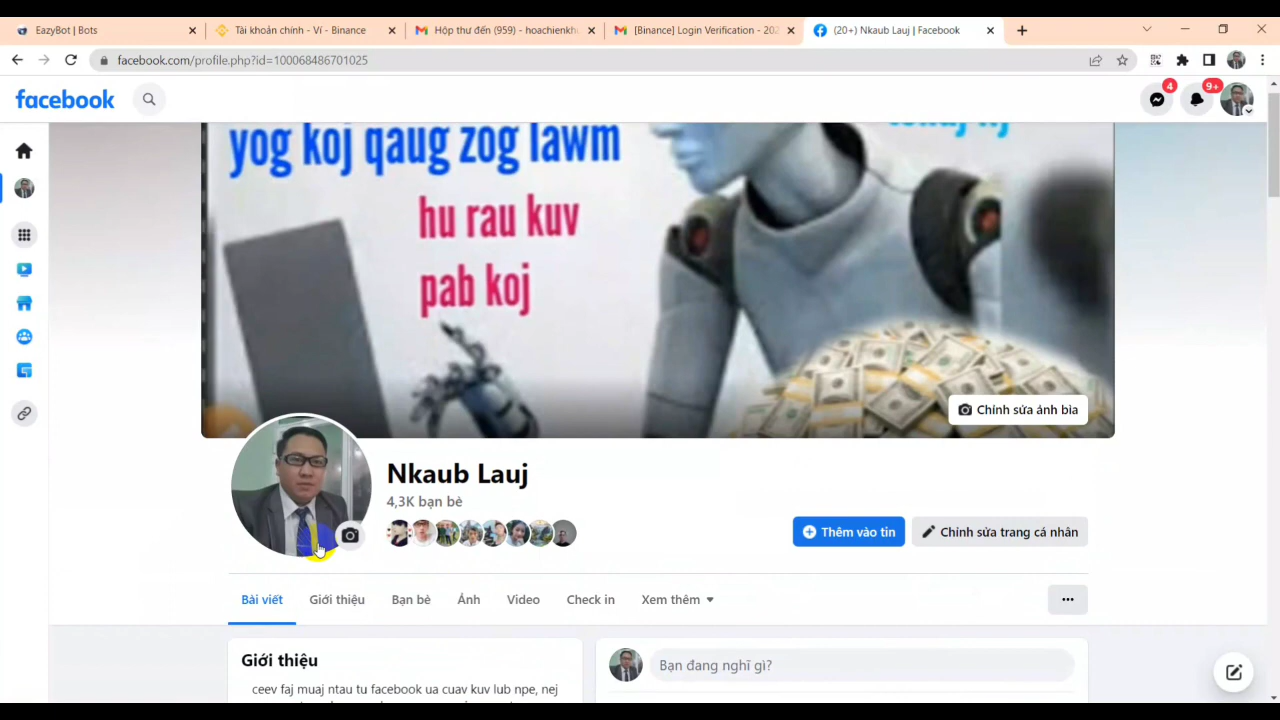 EazyBot | Bots
Tài khoản chính - Ví - Binance
Hộp thư đến (959) - hoachienkh
[Binance] Login Verification - 202
(20+) Nkaub Lauj | Facebook
facebook.com/profile.php?id=100068486701025
facebook
4
9+
yog koj qaug zog lawm
hu rau kuv
pab koj
Chỉnh sửa ảnh bìa
Nkaub Lauj
4,3K bạn bè
Thêm vào tin
Chỉnh sửa trang cá nhân
Bài viết
Giới thiệu
Bạn bè
Ảnh
Video
Check in
Xem thêm
Giới thiệu
Bạn đang nghĩ gì?
ceev faj muaj ntau tu facebook ua cuav kuv lub npe, nej